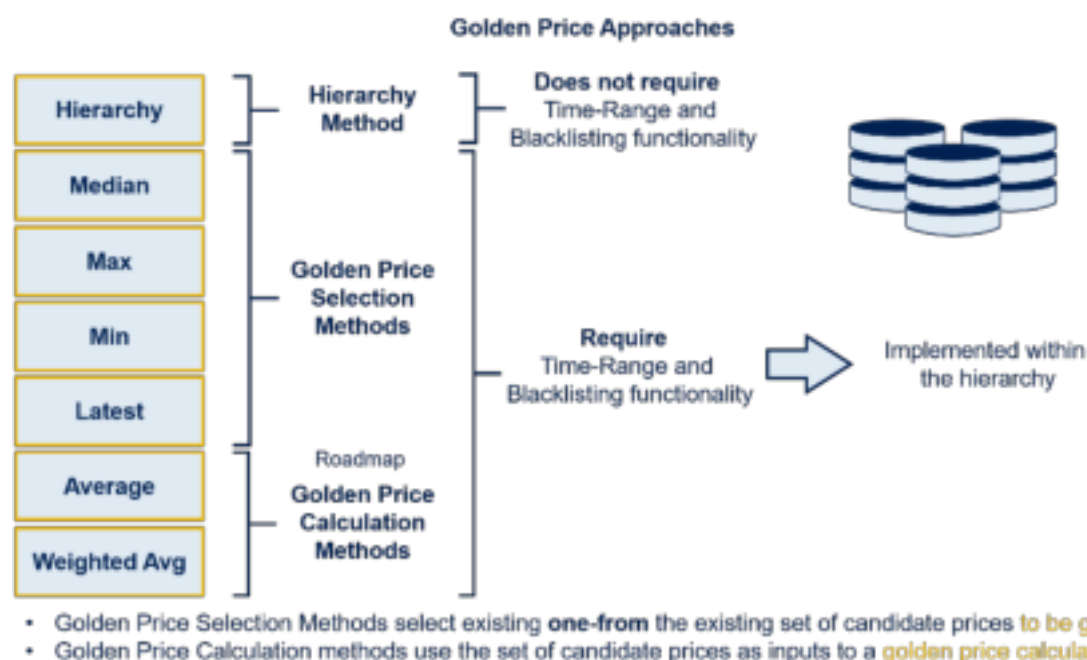 Golden Price Approaches
Hierarchy
Median
Max
Min
Latest
Average
Weighted Avg
Hierarchy
Method
Golden Price
Selection
Methods
Roadmap
Golden Price
Calculation
Methods
Does not require
Time-Range and
Blacklisting functionality
Require
Time-Range and
Blacklisting functionality
Implemented within
the hierarchy
• Golden Price Selection Methods select existing one-from the existing set of candidate prices to be
• Golden Price Calculation methods use the set of candidate prices as inputs to a golden price